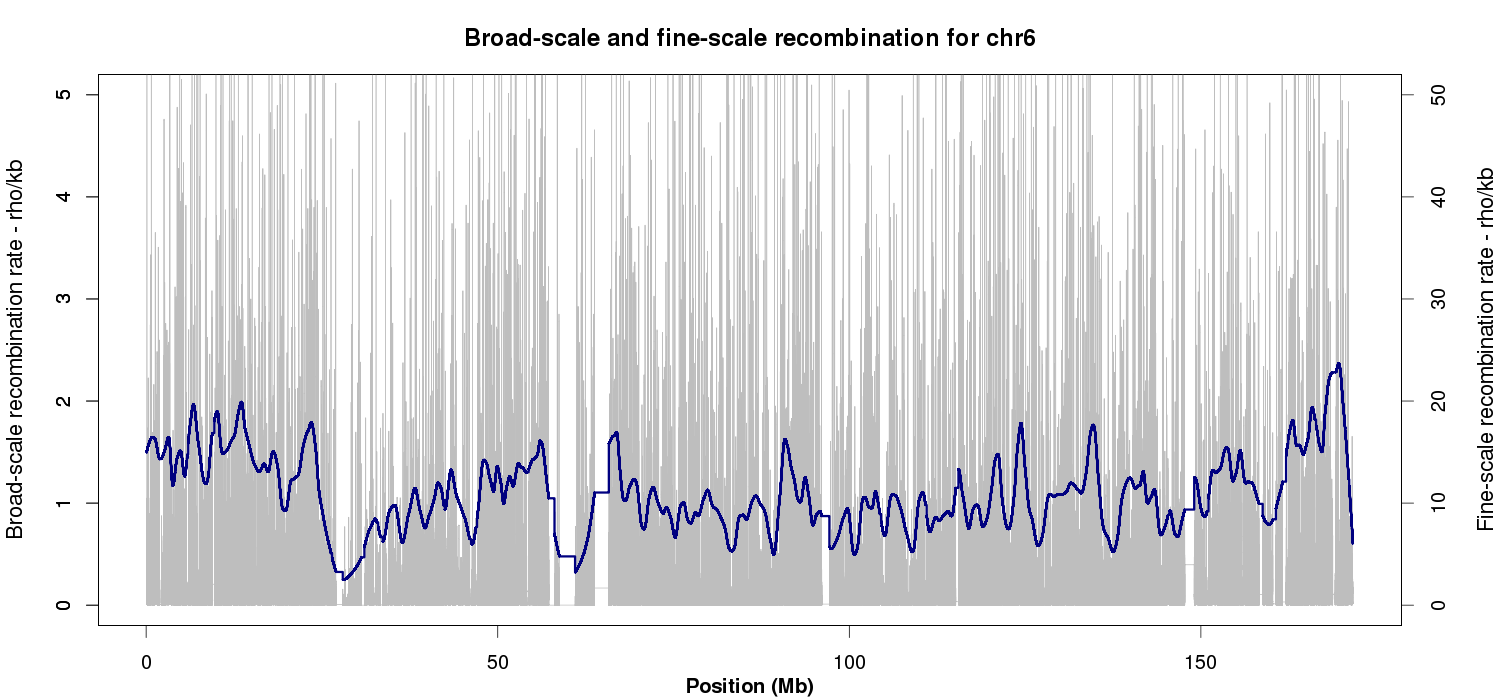 Broad-scale and fine-scale recombination for chr6
Broad-scale recombination rate - rho/kb
5
4
3
2
1
0
50
40
30
20
10
0
Fine-scale recombination rate - rho/kb
0 50 100 150
Position (Mb)